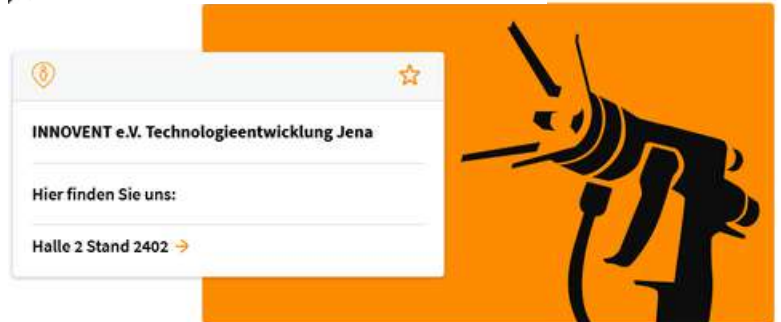 INNOVENT e.V. Technologieentwicklung Jena
Hier finden Sie uns:
Halle 2 Stand 2402 →